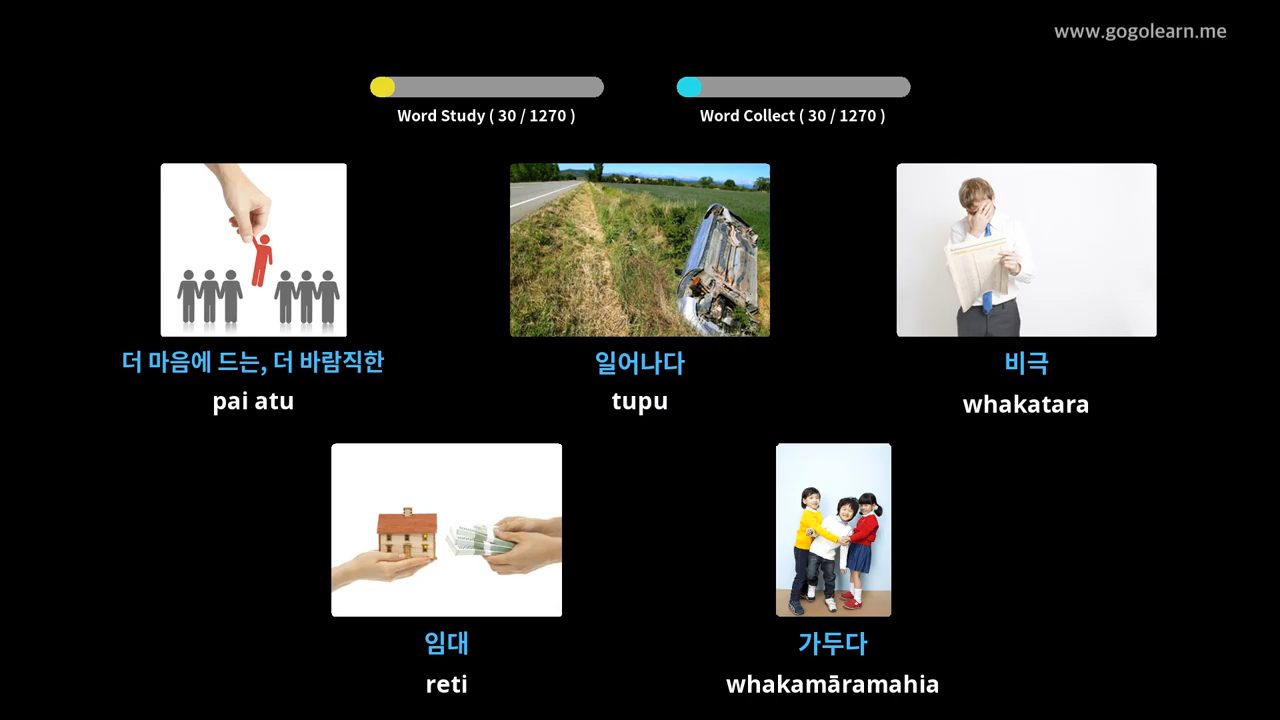 www.gogolearn.me
Word Study ( 30 / 1270 )
Word Collect ( 30 / 1270 )
더 마음에 드는, 더 바람직한
pai atu
일어나다
tupu
비극
whakatara
임대
reti
가두다
whakamāramahia